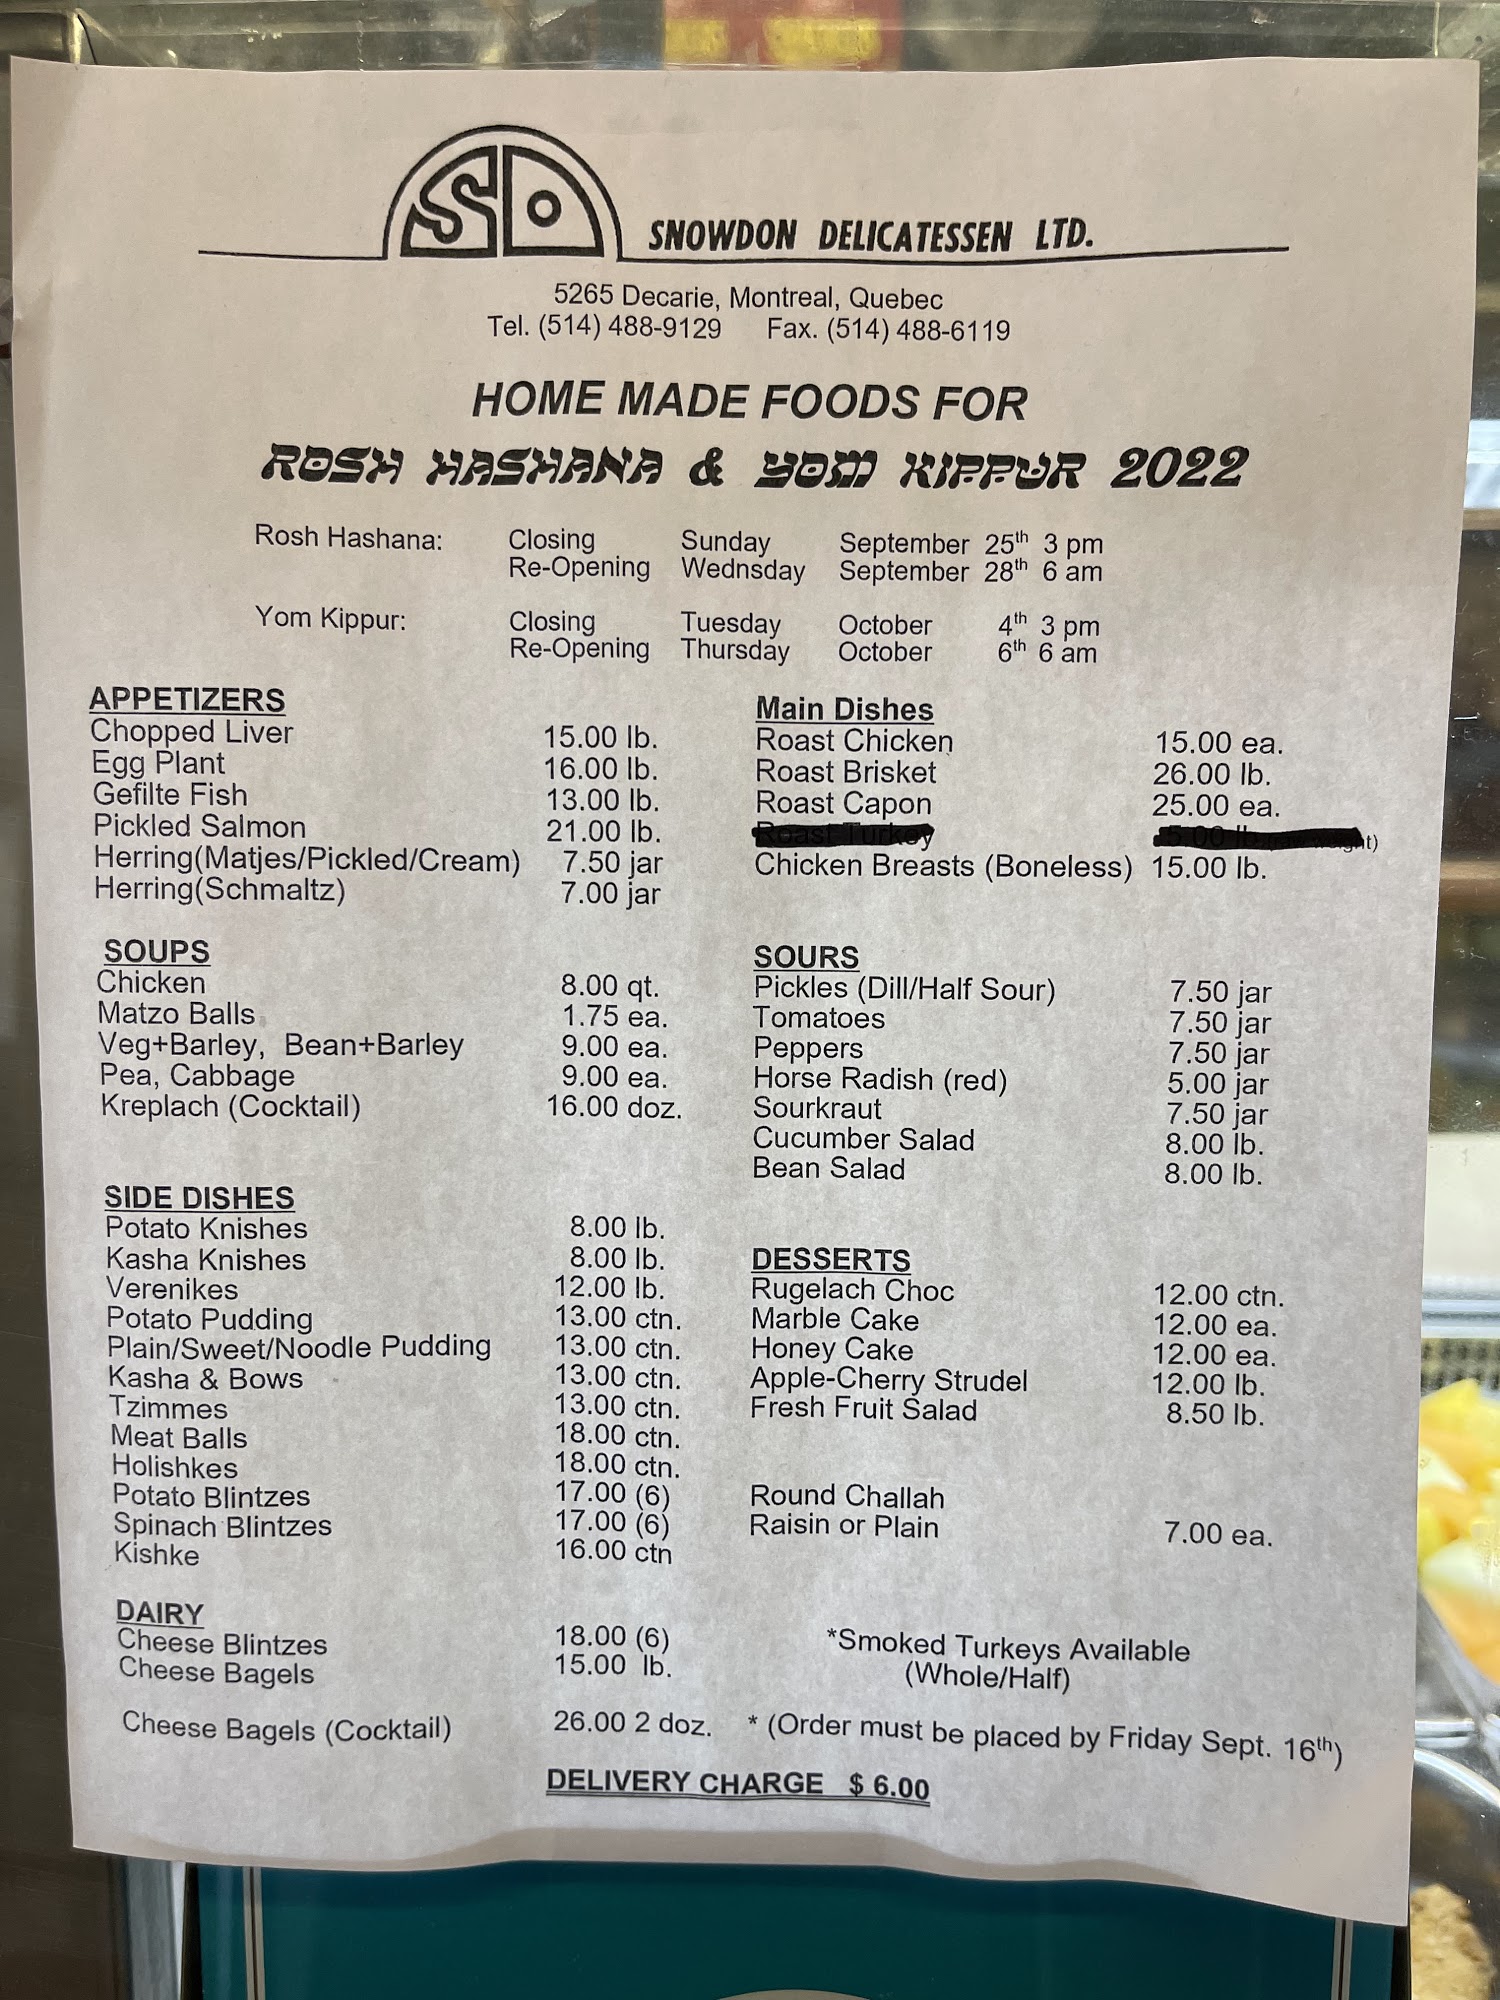 SD SNOWDON DELICATESSEN LTD.
5265 Decarie, Montreal, Quebec
Tel. (514) 488-9129 Fax. (514) 488-6119
HOME MADE FOODS FOR
ROSH HASHANA & YOM KIPPUR 2022
Rosh Hashana: Closing Sunday September 25th 3 pm
Re-Opening Wednsday September 28th 6 am
Yom Kippur: Closing Tuesday October 4th 3 pm
Re-Opening Thursday October 6th 6 am
APPETIZERS
Chopped Liver 15.00 lb.
Egg Plant 16.00 lb.
Gefilte Fish 13.00 lb.
Pickled Salmon 21.00 lb.
Herring(Matjes/Pickled/Cream) 7.50 jar
Herring(Schmaltz) 7.00 jar
SOUPS
Chicken 8.00 qt.
Matzo Balls 1.75 ea.
Veg+Barley, Bean+Barley 9.00 ea.
Pea, Cabbage 9.00 ea.
Kreplach (Cocktail) 16.00 doz.
SIDE DISHES
Potato Knishes 8.00 lb.
Kasha Knishes 8.00 lb.
Verenikes 12.00 lb.
Potato Pudding 13.00 ctn.
Plain/Sweet/Noodle Pudding 13.00 ctn.
Kasha & Bows 13.00 ctn.
Tzimmes 13.00 ctn.
Meat Balls 18.00 ctn.
Holishkes 18.00 ctn.
Potato Blintzes 17.00 (6)
Spinach Blintzes 17.00 (6)
Kishke 16.00 ctn
DAIRY
Cheese Blintzes 18.00 (6)
Cheese Bagels 15.00 lb.
Cheese Bagels (Cocktail) 26.00 2 doz.
Main Dishes
Roast Chicken 15.00 ea.
Roast Brisket 26.00 lb.
Roast Capon 25.00 ea.
Roast Turkey
Chicken Breasts (Boneless) 15.00 lb.
SOURS
Pickles (Dill/Half Sour) 7.50 jar
Tomatoes 7.50 jar
Peppers 7.50 jar
Horse Radish (red) 5.00 jar
Sourkraut 7.50 jar
Cucumber Salad 8.00 lb.
Bean Salad 8.00 lb.
DESSERTS
Rugelach Choc 12.00 ctn.
Marble Cake 12.00 ea.
Honey Cake 12.00 ea.
Apple-Cherry Strudel 12.00 lb.
Fresh Fruit Salad 8.50 lb.
Round Challah
Raisin or Plain 7.00 ea.
*Smoked Turkeys Available
(Whole/Half)
* (Order must be placed by Friday Sept. 16th)
DELIVERY CHARGE $ 6.00